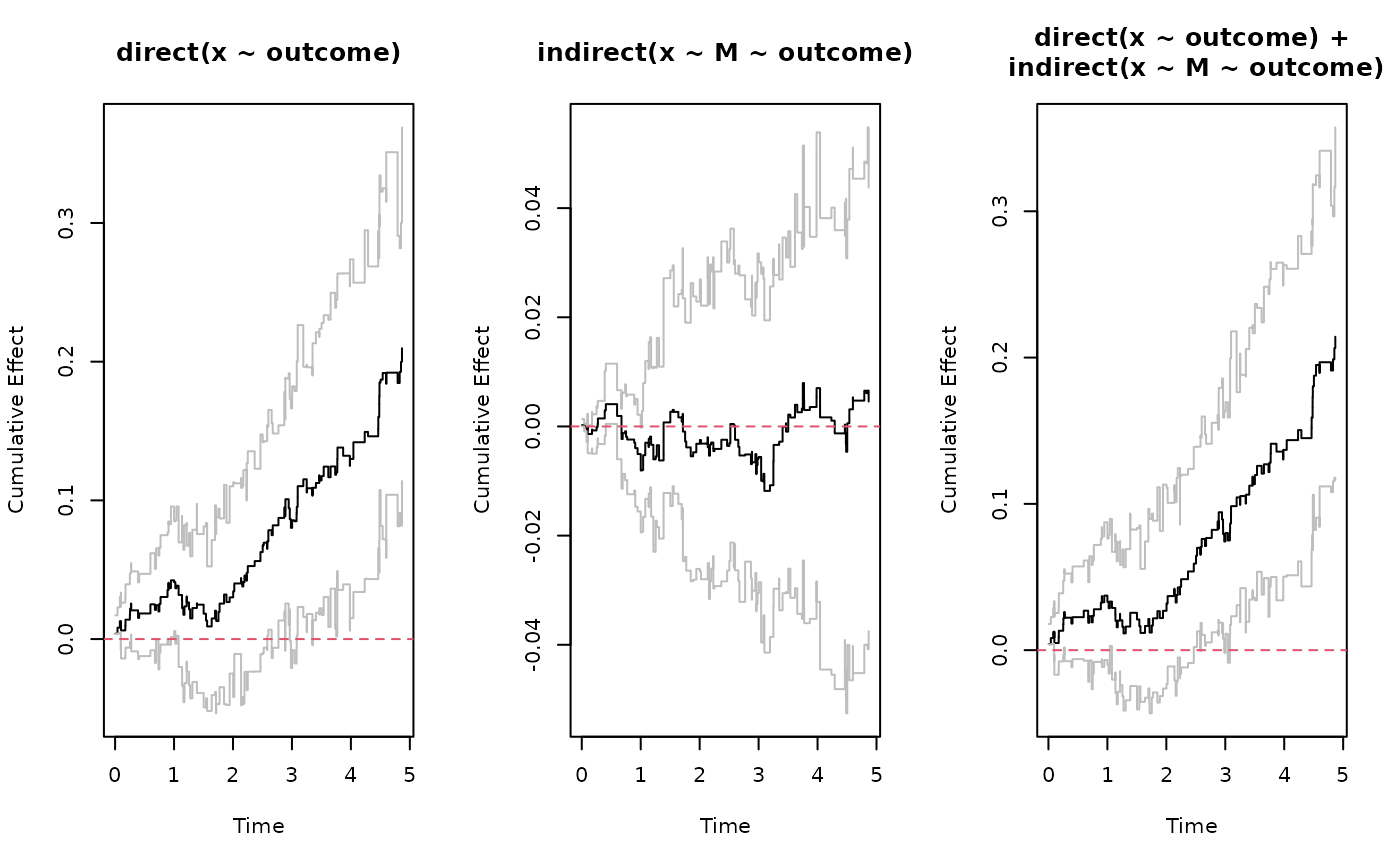 direct(x ~ outcome)
Cumulative Effect
0.3
0.2
0.1
0.0
0 1 2 3 4 5
Time
indirect(x ~ M ~ outcome)
Cumulative Effect
0.04
0.02
0.00
-0.02
-0.04
0 1 2 3 4 5
Time
direct(x ~ outcome) +
indirect(x ~ M ~ outcome)
Cumulative Effect
0.3
0.2
0.1
0.0
0 1 2 3 4 5
Time